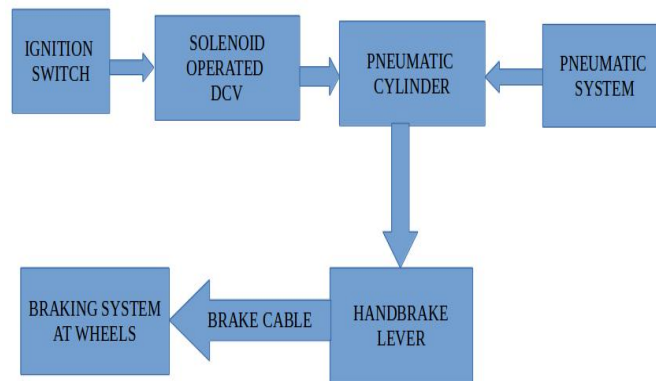 IGNITION
SWITCH
SOLENOID
OPERATED
DCV
PNEUMATIC
CYLINDER
PNEUMATIC
SYSTEM
BRAKING SYSTEM
AT WHEELS
BRAKE CABLE
HANDBRAKE
LEVER